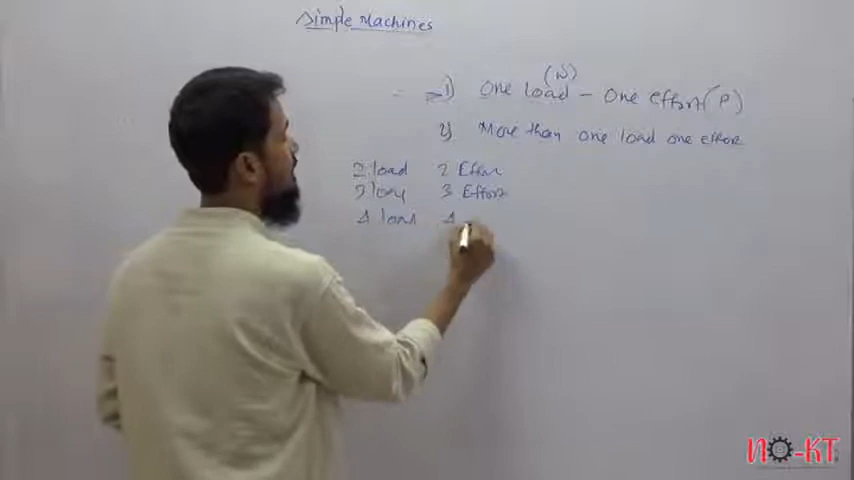 Simple Machines
(W)
1) One load - One effort (P)
2) More than one load one effort
2 load 2 Effort
3 load 3 Effort
4 load 4
NO-KT